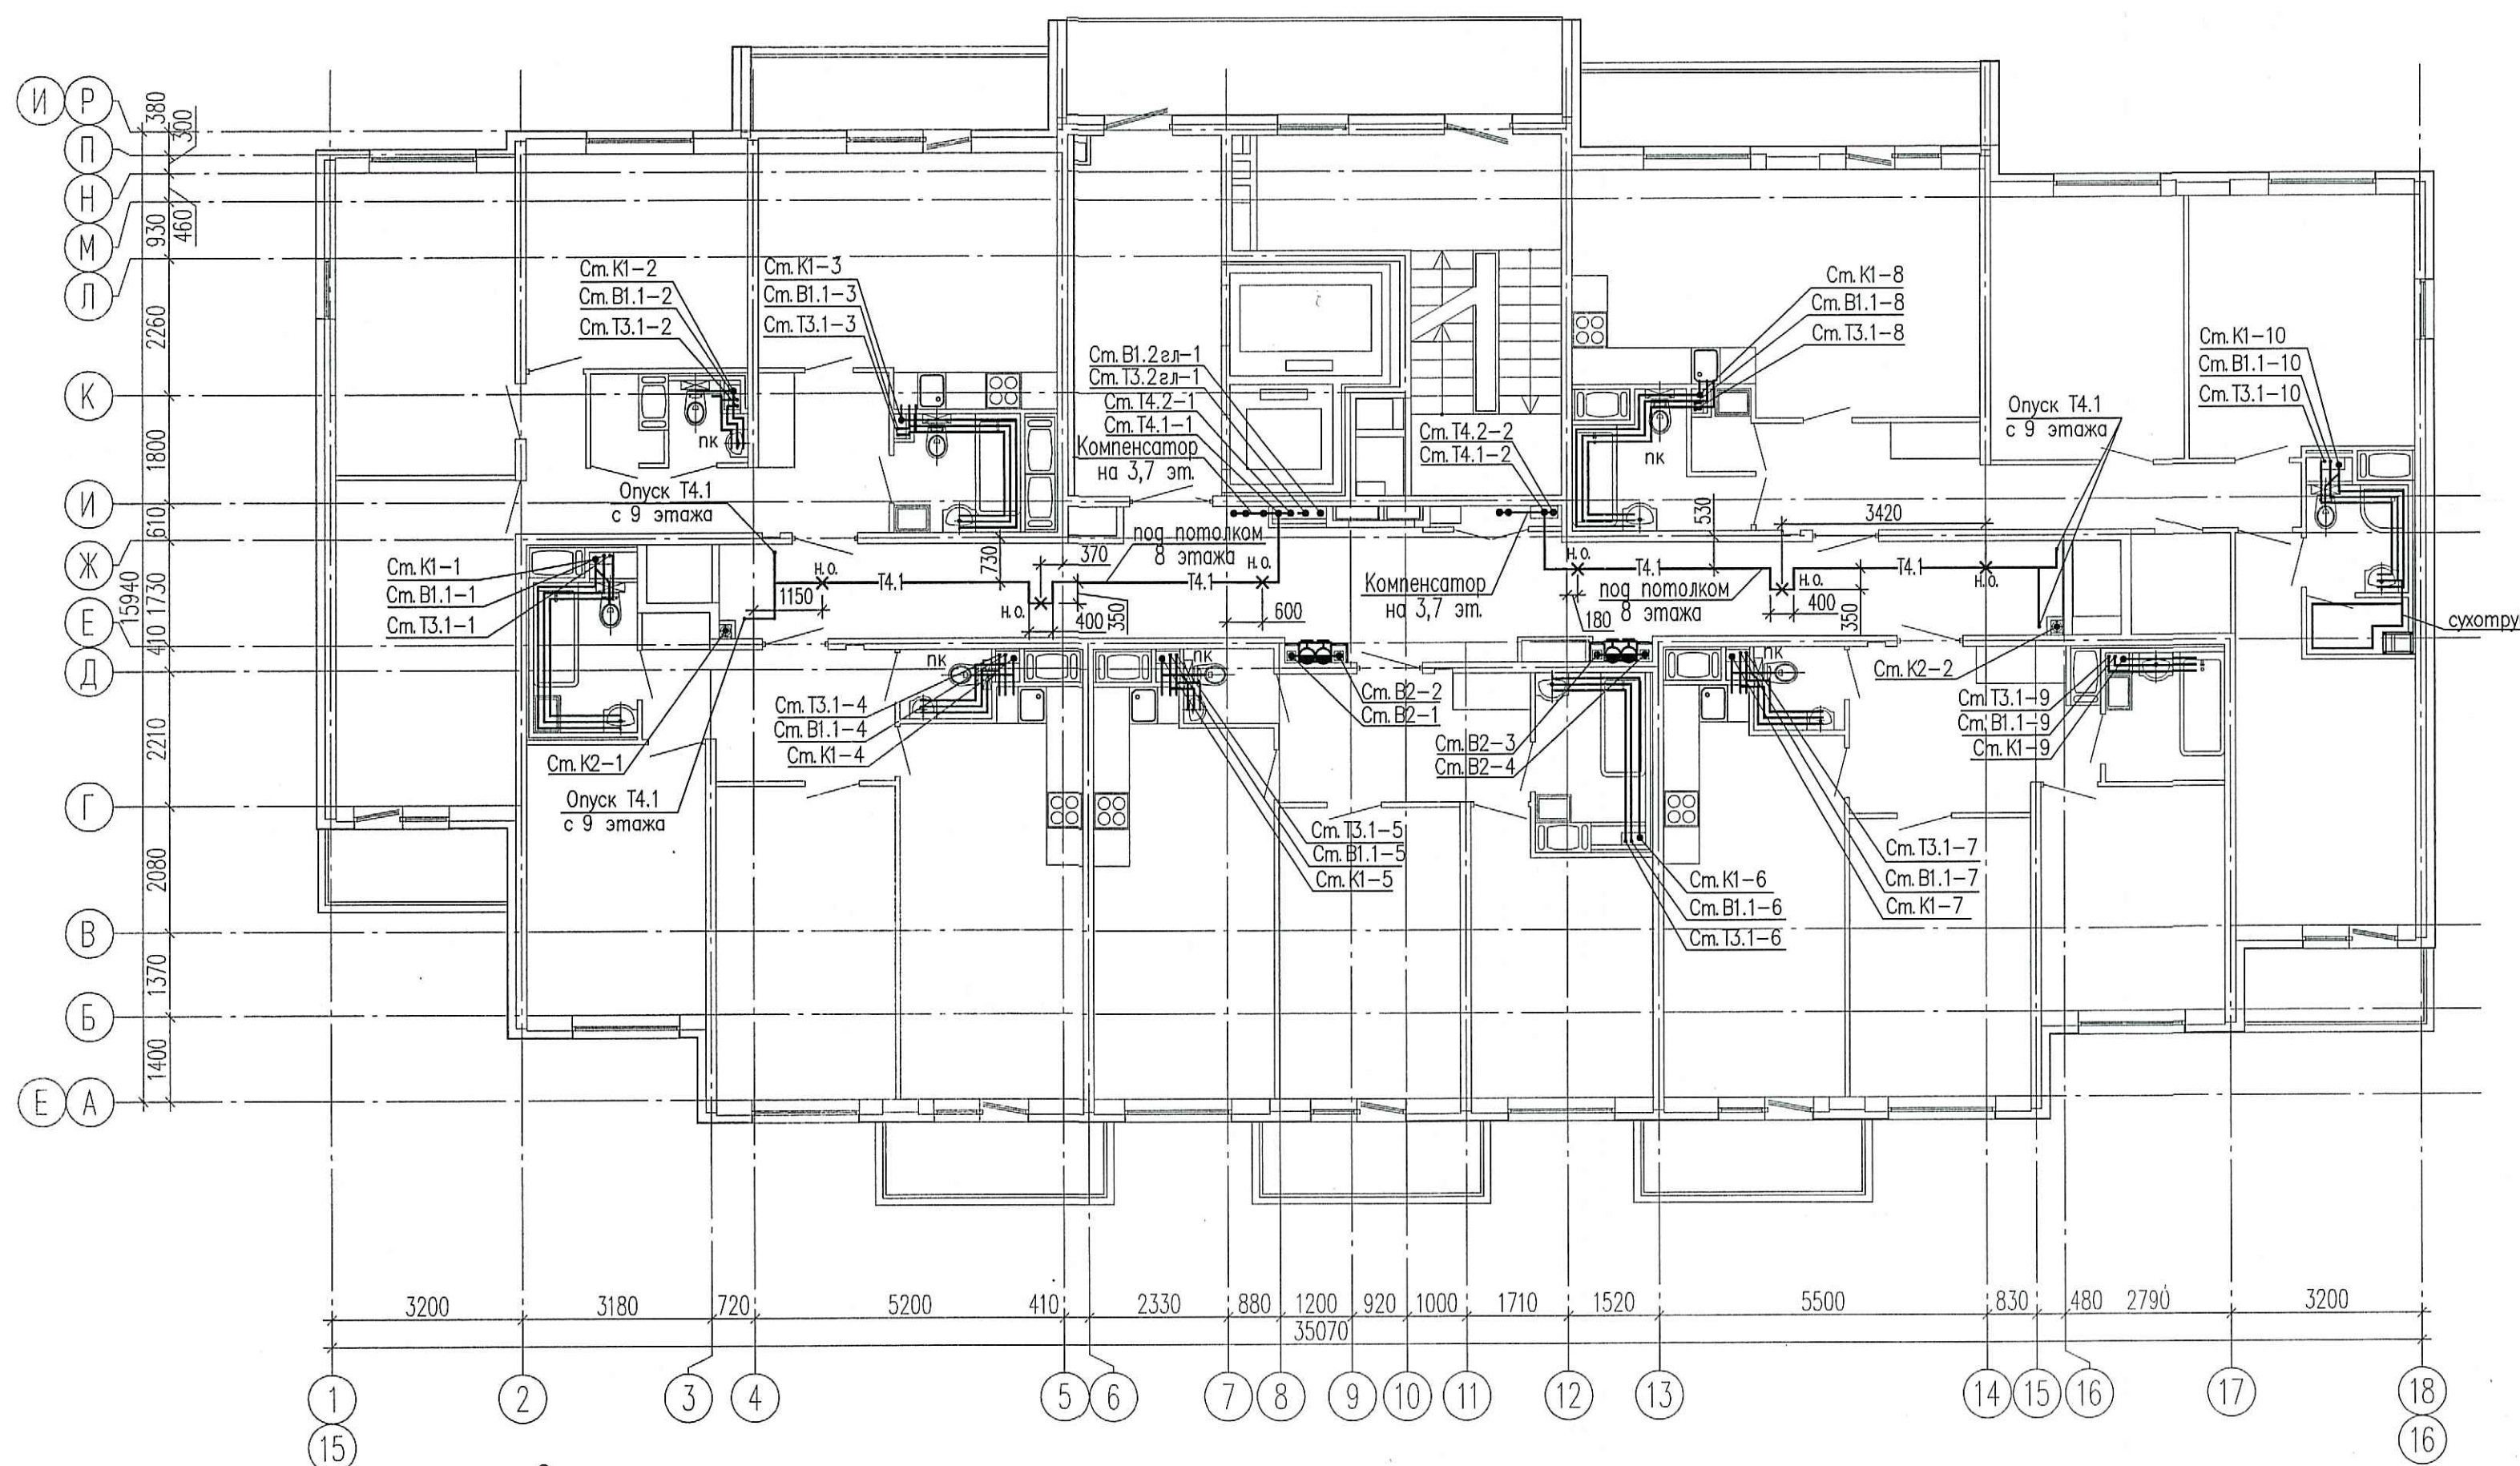 И Р
П
Н
М
Л
К
И
Ж
Е
Д
Г
В
Б
Е А
380
300
460
930
2260
1800
610
1730
410
2210
2080
1370
1400
15940
Ст. К1-2
Ст. В1.1-2
Ст. Т3.1-2
Ст. К1-3
Ст. В1.1-3
Ст. Т3.1-3
Ст. В1.2гл-1
Ст. Т3.2гл-1
Ст. Т4.2-1
Ст. Т4.1-1
Компенсатор
на 3,7 эт.
Ст. Т4.2-2
Ст. Т4.1-2
Ст. К1-8
Ст. В1.1-8
Ст. Т3.1-8
Ст. К1-10
Ст. В1.1-10
Ст. Т3.1-10
Опуск Т4.1
с 9 этажа
пк
пк
Опуск Т4.1
с 9 этажа
под потолком
8 этажа
730
370
530
3420
Ст. К1-1
Ст. В1.1-1
Ст. Т3.1-1
н.о.
Т4.1
1150
н.о.
400
350
Т4.1
н.о.
600
Компенсатор
на 3,7 эт.
н.о.
Т4.1
180
под потолком
8 этажа
н.о.
400
350
Т4.1
н.о.
сухотру
пк
пк
пк
Ст. К2-2
Ст. Т3.1-4
Ст. В1.1-4
Ст. К1-4
Ст. В2-2
Ст. В2-1
Ст. В2-3
Ст. В2-4
Ст. Т3.1-9
Ст. В1.1-9
Ст. К1-9
Ст. К2-1
Опуск Т4.1
с 9 этажа
Ст. Т3.1-5
Ст. В1.1-5
Ст. К1-5
Ст. К1-6
Ст. В1.1-6
Ст. Т3.1-6
Ст. Т3.1-7
Ст. В1.1-7
Ст. К1-7
3200 3180 720 5200 410 2330 880 1200 920 1000 1710 1520 5500 830 480 2790 3200
35070
1 2 3 4 5 6 7 8 9 10 11 12 13 14 15 16 17 18
15 16